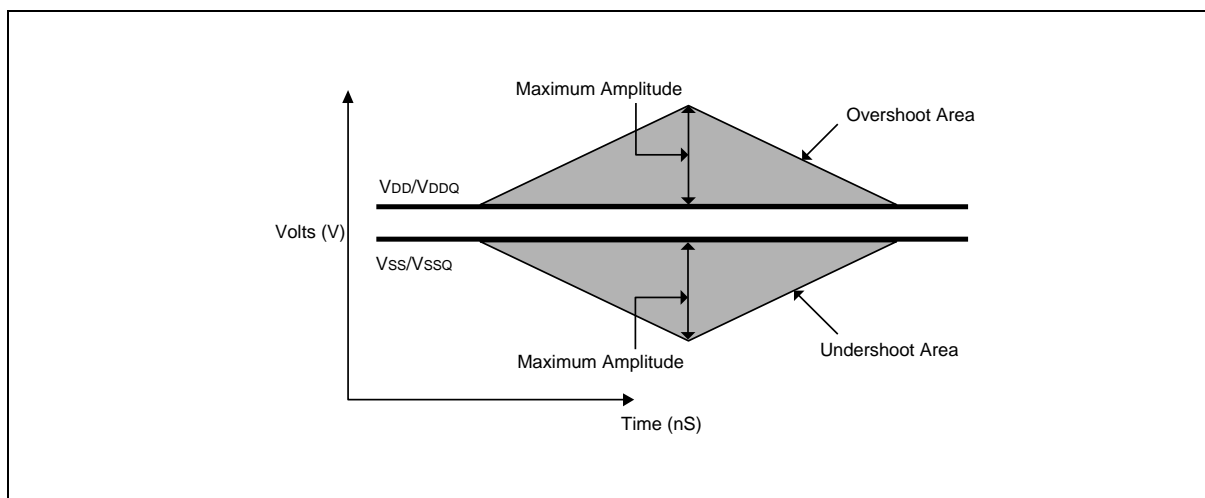 Maximum Amplitude
Overshoot Area
VDD/VDDQ
Volts (V)
VSS/VSSQ
Maximum Amplitude
Undershoot Area
Time (nS)